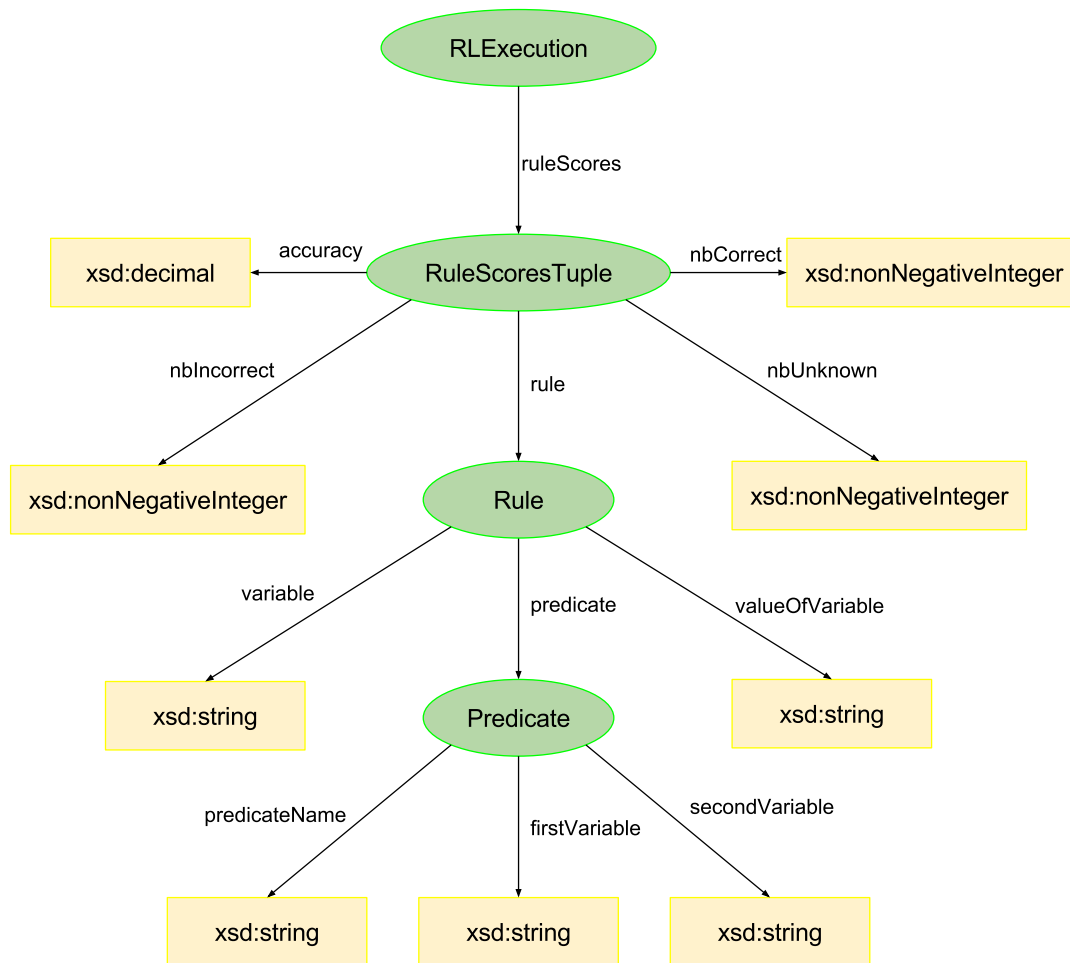 RLExecution
ruleScores
accuracy
nbCorrect
xsd:decimal
RuleScoresTuple
xsd:nonNegativeInteger
nbIncorrect
rule
nbUnknown
xsd:nonNegativeInteger
Rule
xsd:nonNegativeInteger
variable
predicate
valueOfVariable
xsd:string
Predicate
xsd:string
predicateName
firstVariable
secondVariable
xsd:string
xsd:string
xsd:string